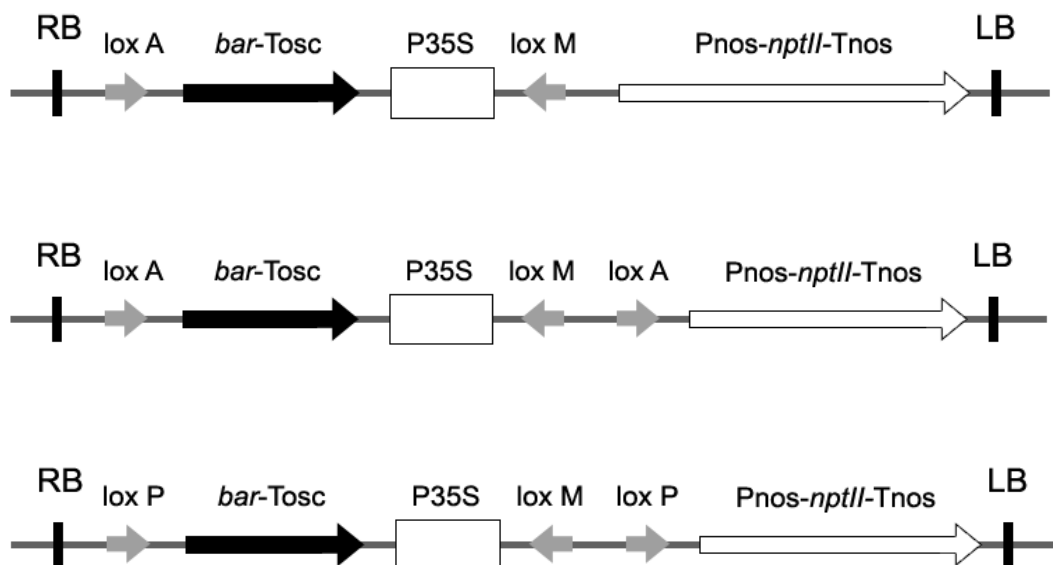 RB lox A bar-Tosc P35S lox M Pnos-nptII-Tnos LB
RB lox A bar-Tosc P35S lox M lox A Pnos-nptII-Tnos LB
RB lox P bar-Tosc P35S lox M lox P Pnos-nptII-Tnos LB